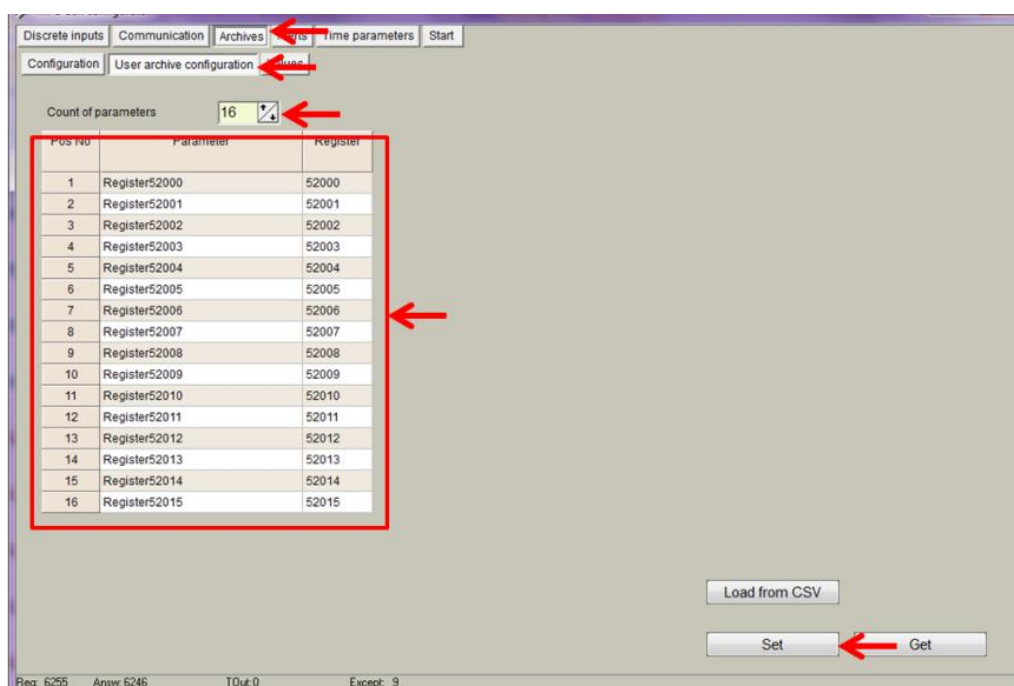 Discrete inputs Communication Archives Time parameters Start
Configuration User archive configuration
Count of parameters 16
Pos No Parameter Register
1 Register52000 52000
2 Register52001 52001
3 Register52002 52002
4 Register52003 52003
5 Register52004 52004
6 Register52005 52005
7 Register52006 52006
8 Register52007 52007
9 Register52008 52008
10 Register52009 52009
11 Register52010 52010
12 Register52011 52011
13 Register52012 52012
14 Register52013 52013
15 Register52014 52014
16 Register52015 52015
Load from CSV
Set Get
Req: 6255 Answ: 6246 TOut: 0 Except: 9